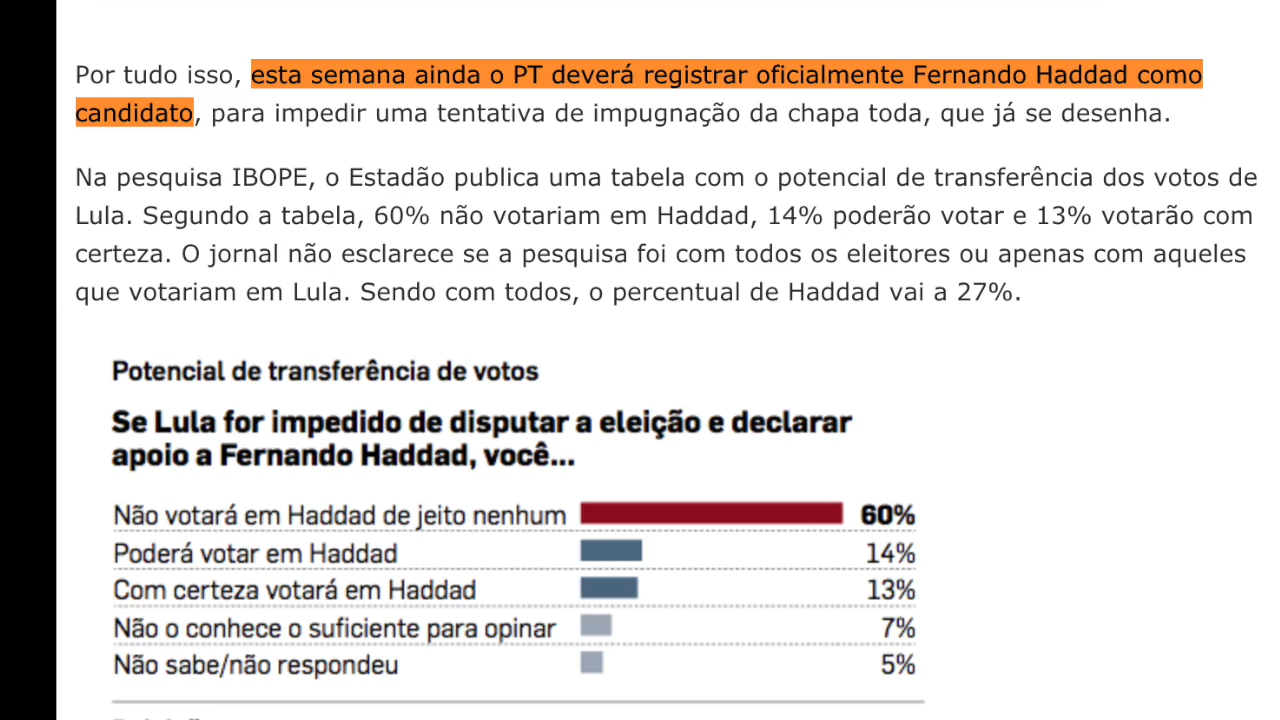 Por tudo isso, esta semana ainda o PT deverá registrar oficialmente Fernando Haddad como
candidato, para impedir uma tentativa de impugnação da chapa toda, que já se desenha.
Na pesquisa IBOPE, o Estadão publica uma tabela com o potencial de transferência dos votos de
Lula. Segundo a tabela, 60% não votariam em Haddad, 14% poderão votar e 13% votarão com
certeza. O jornal não esclarece se a pesquisa foi com todos os eleitores ou apenas com aqueles
que votariam em Lula. Sendo com todos, o percentual de Haddad vai a 27%.
Potencial de transferência de votos
Se Lula for impedido de disputar a eleição e declarar
apoio a Fernando Haddad, você...
Não votará em Haddad de jeito nenhum 60%
Poderá votar em Haddad 14%
Com certeza votará em Haddad 13%
Não o conhece o suficiente para opinar 7%
Não sabe/não respondeu 5%